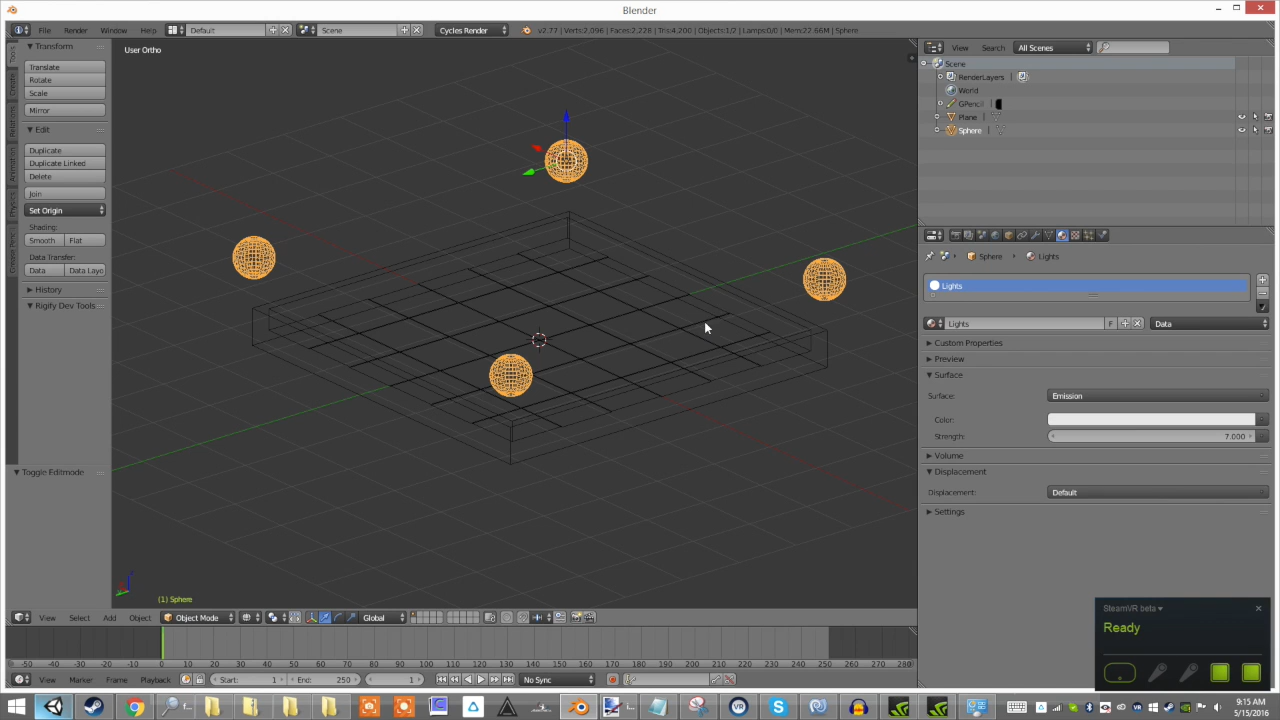 Blender
File
Render
Window
Help
Default
Scene
Cycles Render
v2.77 | Verts:2,096 | Faces:2,228 | Tris:4,200 | Objects:1/2 | Lamps:0/0 | Mem:22.66M | Sphere
View
Search
All Scenes
Transform
User Ortho
Translate
Rotate
Scale
Mirror
Edit
Duplicate
Duplicate Linked
Delete
Join
Set Origin
Shading:
Smooth
Flat
Data Transfer:
Data
Data Layo
History
Rigify Dev Tools
Toggle Editmode
Tools
Create
Relations
Animation
Physics
Scene
RenderLayers
World
GPencil
Plane
Sphere
Sphere
Lights
Lights
Lights
F
Data
Custom Properties
Preview
Surface
Surface:
Emission
Color:
Strength:
7.000
Volume
Displacement
Displacement:
Default
Settings
(1) Sphere
View
Select
Add
Object
Object Mode
Global
-50 -40 -30 -20 -10 0 10 20 30 40 50 60 70 80 90 100 110 120 130 140 150 160 170 180 190 200 210 220 230 240 250 260 270 280
View
Marker
Frame
Playback
Start: 1
End: 250
1
No Sync
SteamVR beta
Ready
9:15 AM
5/15/2016